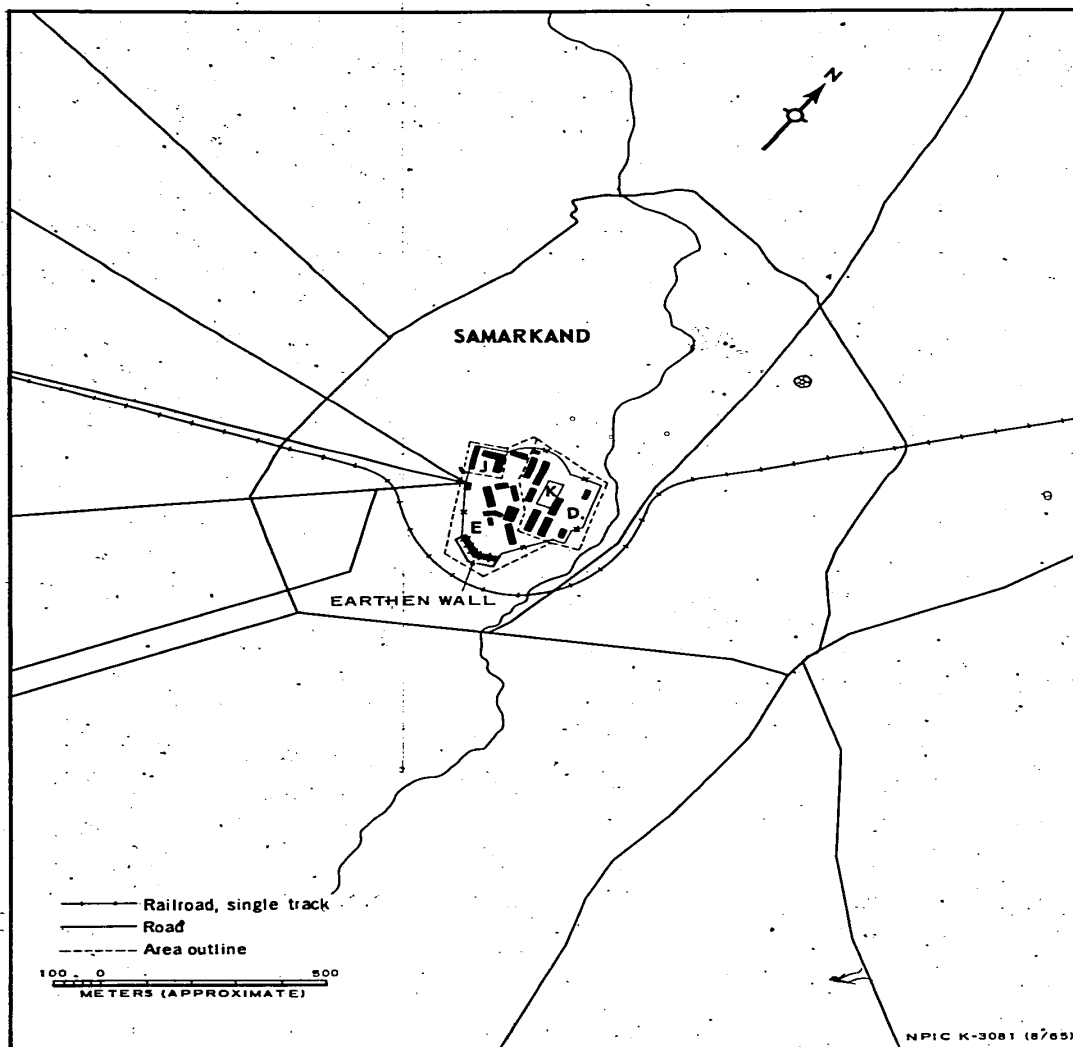 N
SAMARKAND
J
K
D
E
EARTHEN WALL
Railroad, single track
Road
Area outline
100 0 500
METERS (APPROXIMATE)
NPIC K-3081 (8/65)